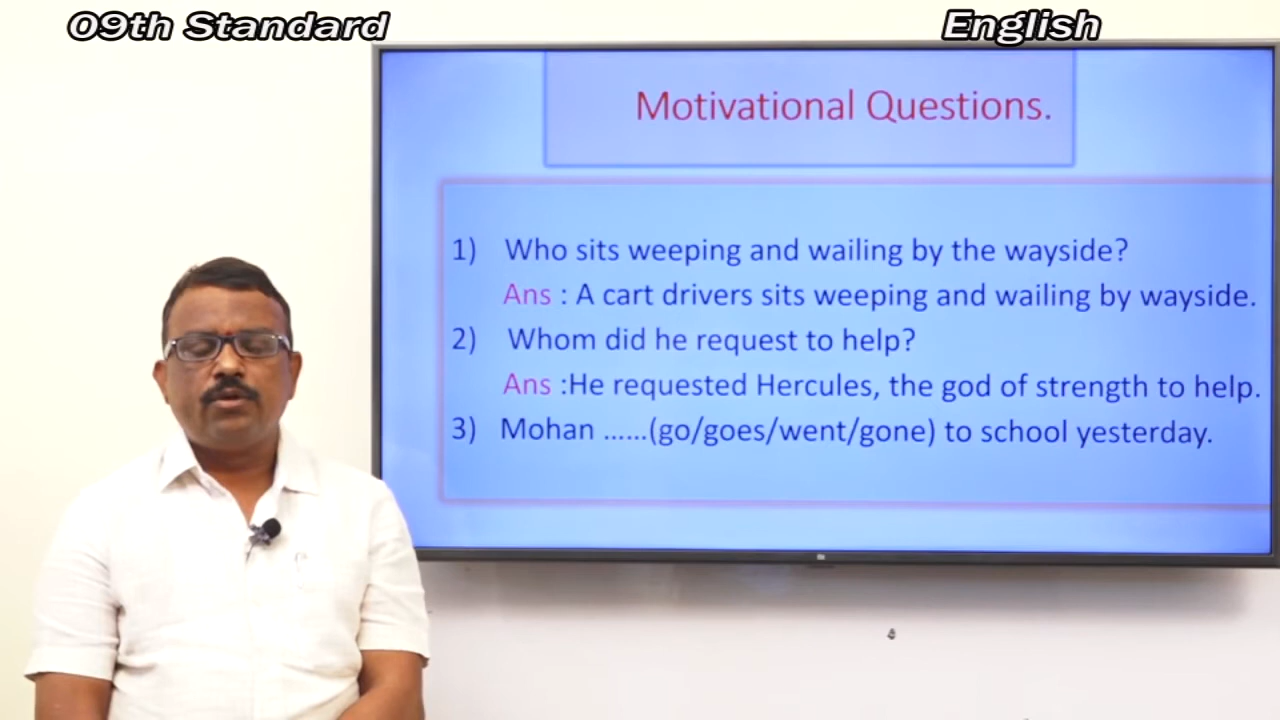 09th Standard
English
Motivational Questions.
1) Who sits weeping and wailing by the wayside?
Ans : A cart drivers sits weeping and wailing by wayside.
2) Whom did he request to help?
Ans :He requested Hercules, the god of strength to help.
3) Mohan ......(go/goes/went/gone) to school yesterday.